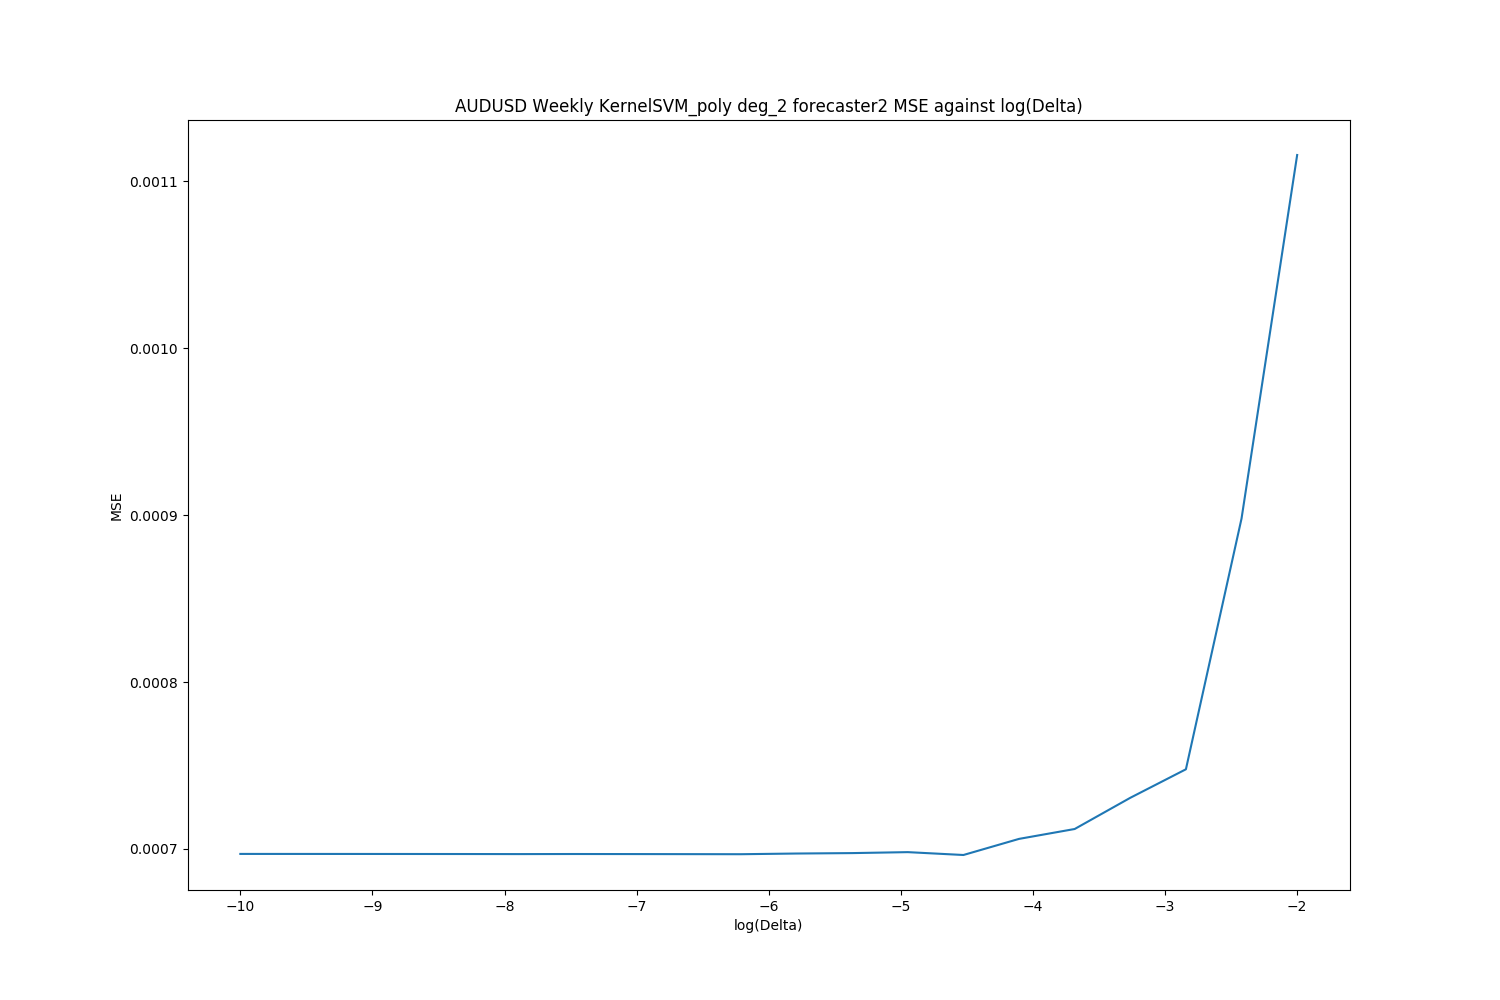 AUDUSD Weekly KernelSVM_poly deg_2 forecaster2 MSE against log(Delta)
0.0011
0.0010
0.0009
0.0008
0.0007
MSE
−10 −9 −8 −7 −6 −5 −4 −3 −2
log(Delta)